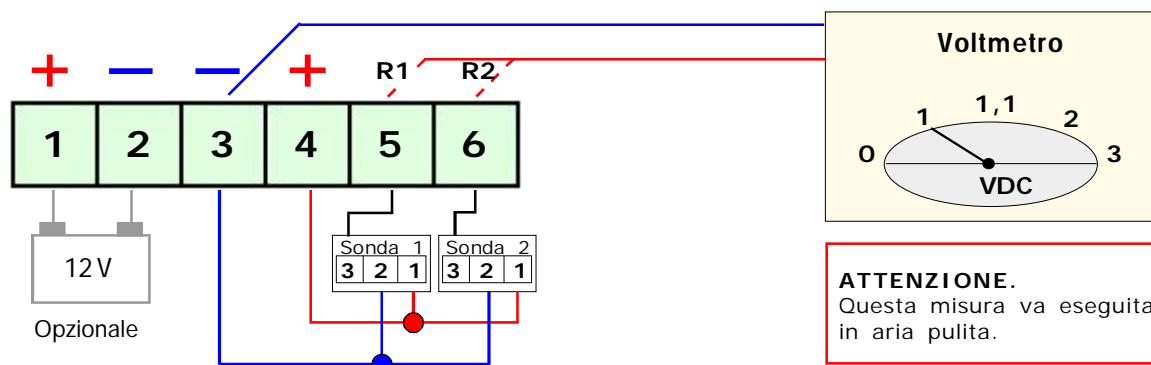 Voltmetro
+ – – + R1 R2
1 2 3 4 5 6
0 1 1,1 2 3
VDC
12 V
Opzionale
Sonda 1
3 2 1
Sonda 2
3 2 1
ATTENZIONE.
Questa misura va eseguita
in aria pulita.